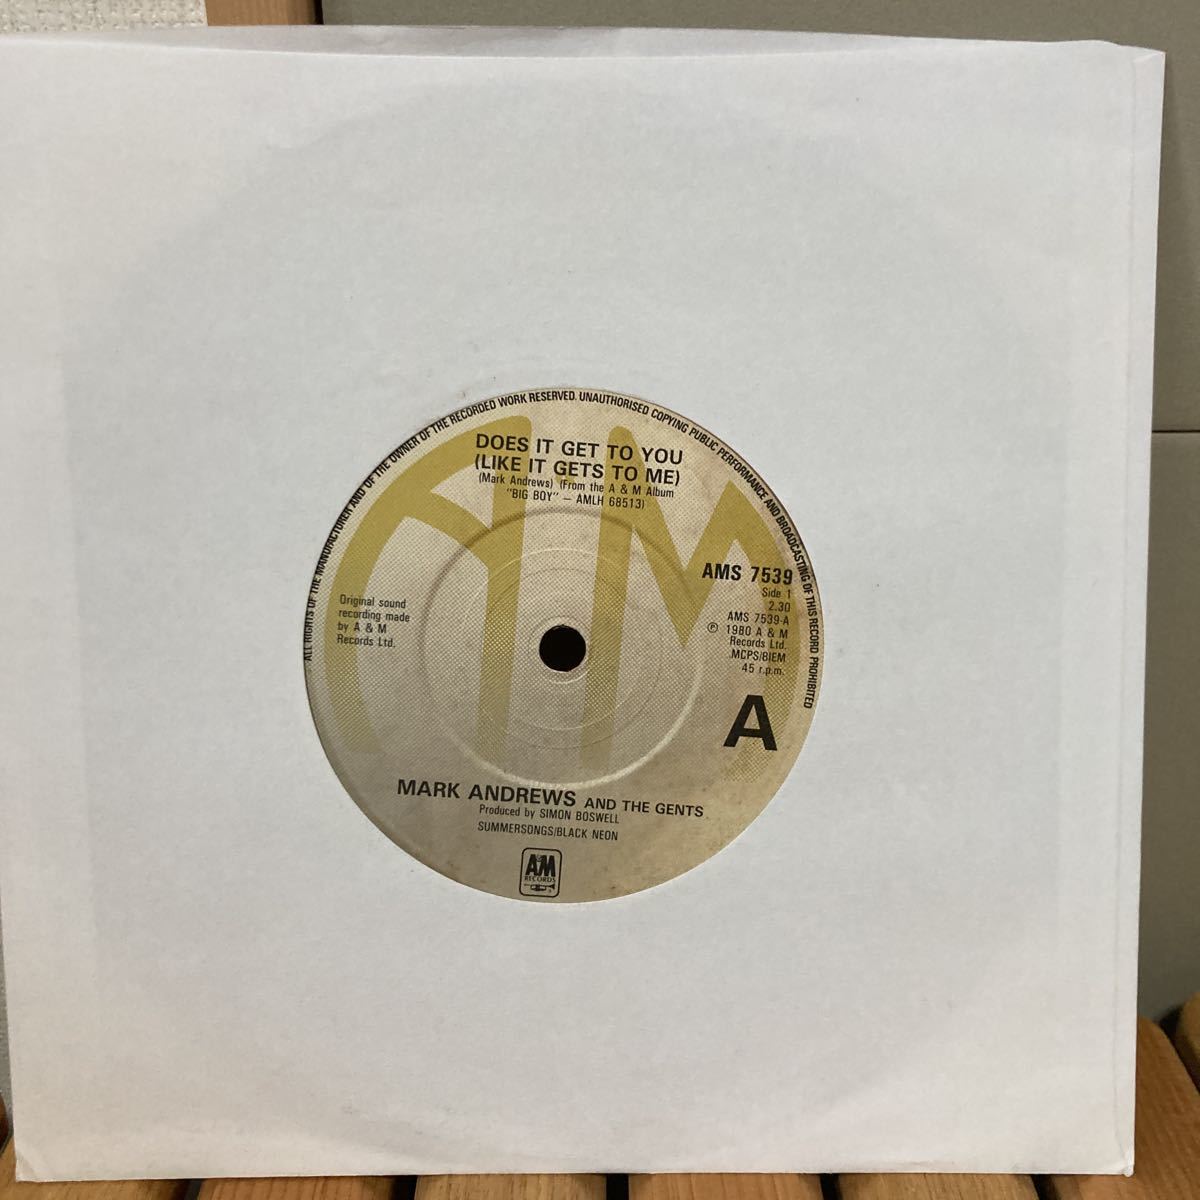 ALL RIGHTS OF THE MANUFACTURER AND OF THE OWNER OF THE RECORDED WORK RESERVED. UNAUTHORISED COPYING PUBLIC PERFORMANCE AND BROADCASTING OF THIS RECORD PROHIBITED
DOES IT GET TO YOU
(LIKE IT GETS TO ME)
(Mark Andrews) (From the A & M Album
"BIG BOY" – AMLH 68513)
AMS 7539
Side 1
2.30
AMS 7539-A
℗ 1980 A & M
Records Ltd.
MCPS/BIEM
45 r.p.m.
Original sound
recording made
by A & M
Records Ltd.
A
MARK ANDREWS AND THE GENTS
Produced by SIMON BOSWELL
SUMMERSONGS/BLACK NEON
A&M
RECORDS